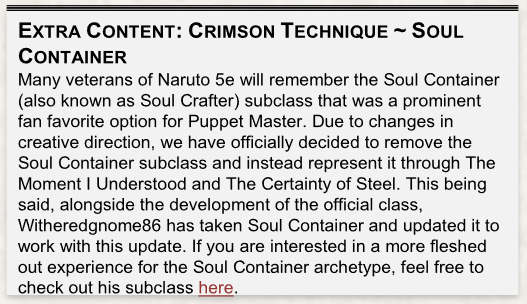 EXTRA CONTENT: CRIMSON TECHNIQUE ~ SOUL
CONTAINER
Many veterans of Naruto 5e will remember the Soul Container
(also known as Soul Crafter) subclass that was a prominent
fan favorite option for Puppet Master. Due to changes in
creative direction, we have officially decided to remove the
Soul Container subclass and instead represent it through The
Moment I Understood and The Certainty of Steel. This being
said, alongside the development of the official class,
Witheredgnome86 has taken Soul Container and updated it to
work with this update. If you are interested in a more fleshed
out experience for the Soul Container archetype, feel free to
check out his subclass here.